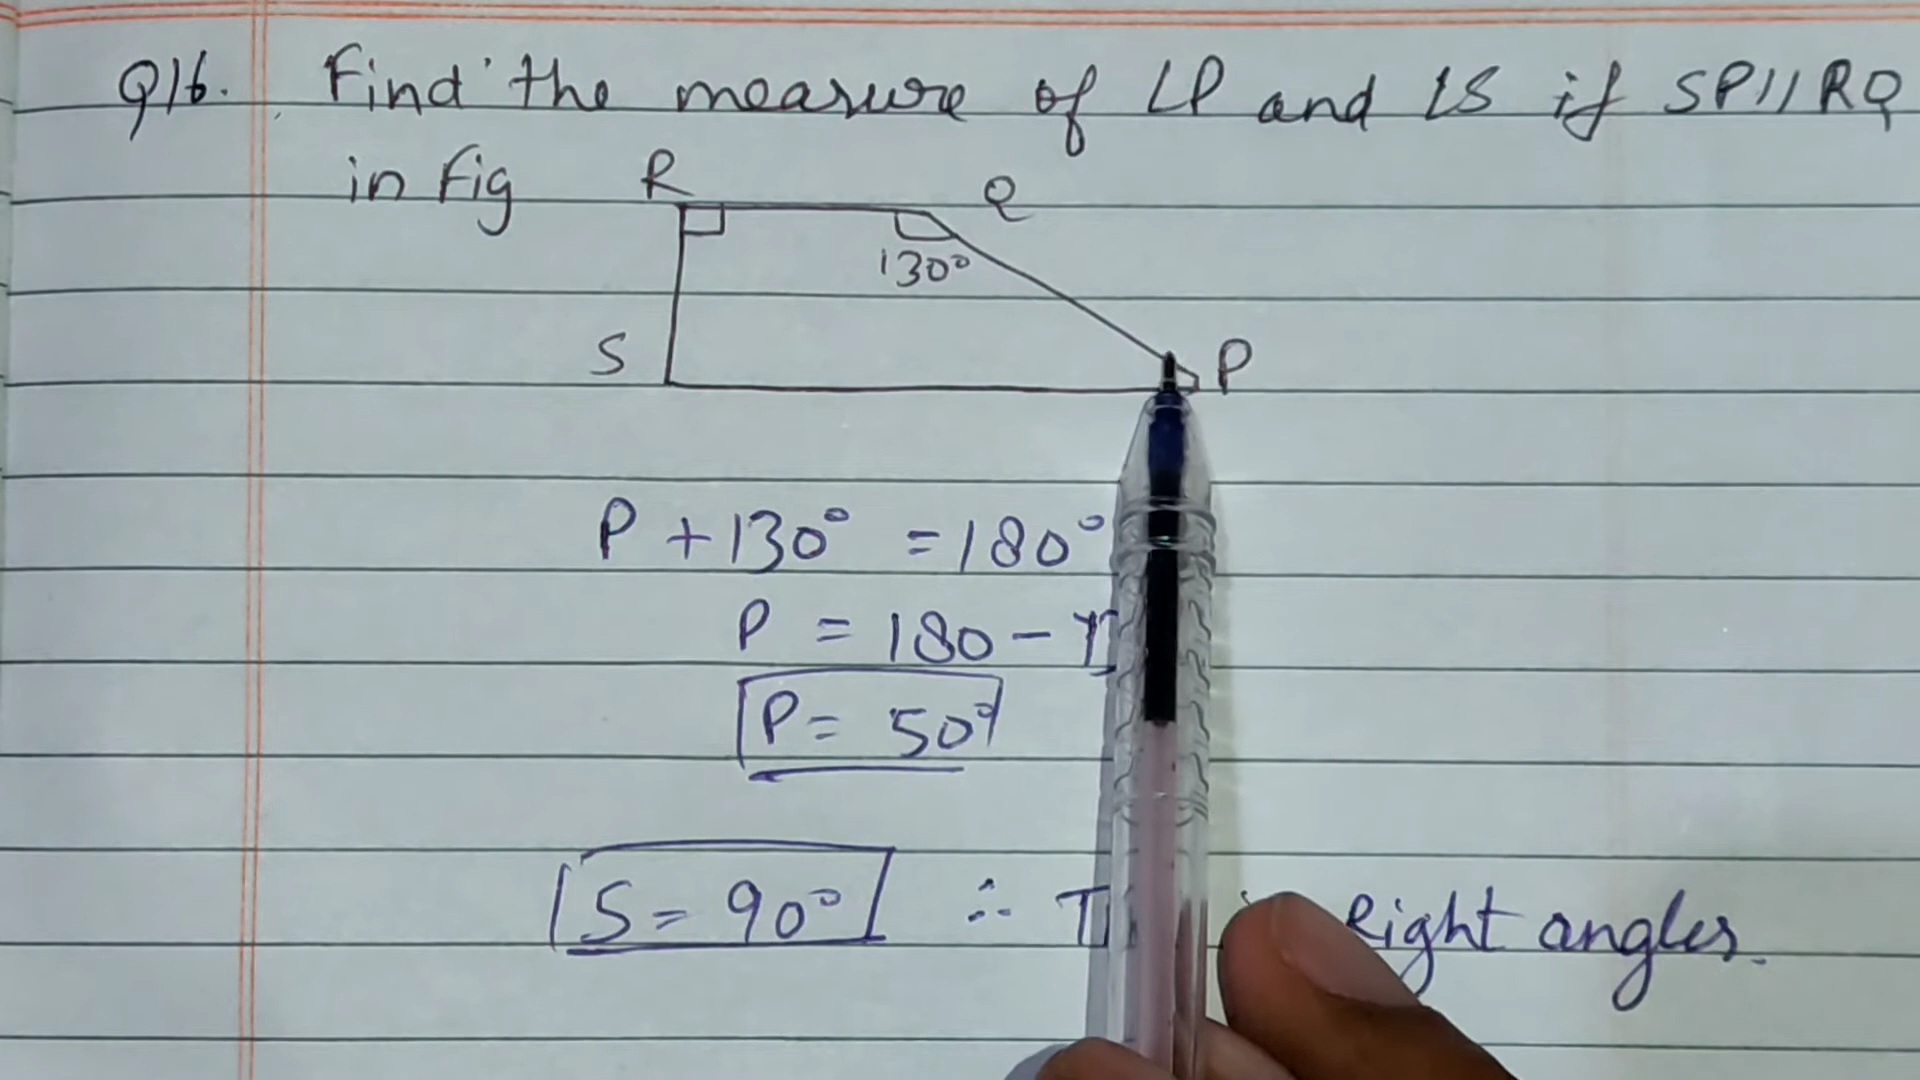 Q16. Find the measure of ∠P and ∠S if SP//RQ
in Fig
R
Q
130°
S
P
P + 130° = 180°
P = 180 -
P = 50°
S = 90° ∴ Right angles.